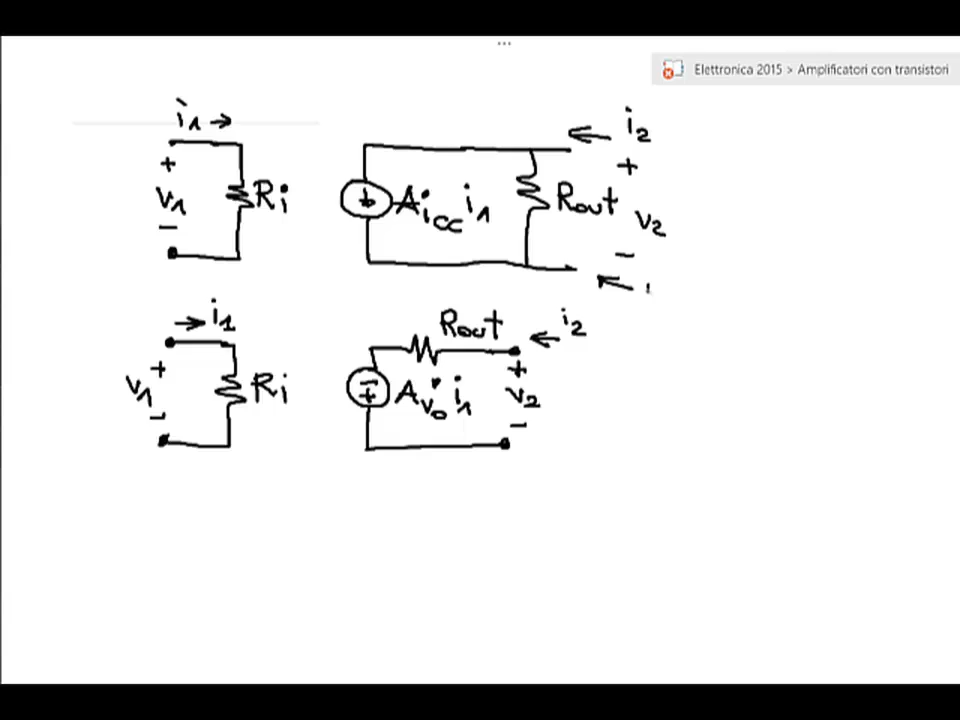 Elettronica 2015 > Amplificatori con transistori
i1 →
+
v1
-
Ri
Aicc i1
Rout
← i2
+
v2
-
→ i1
+
v1
-
Ri
Av0 i1
Rout
← i2
+
v2
-